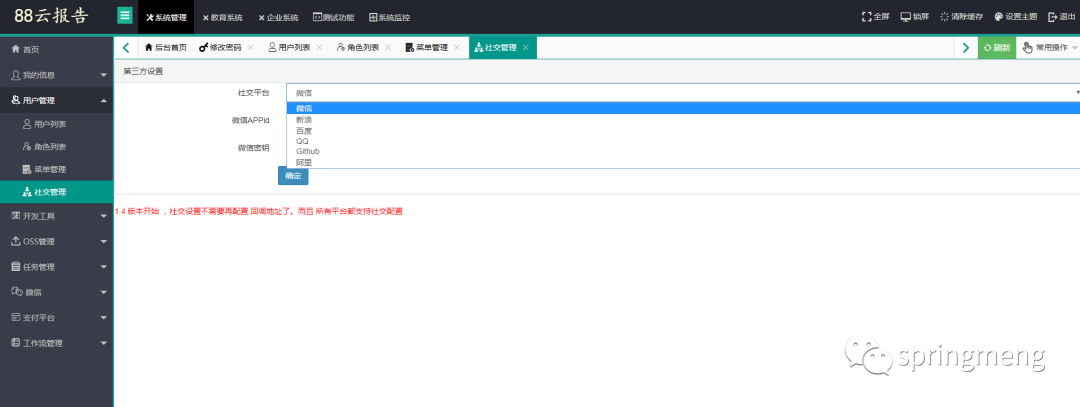 88云报告
系统管理 教育系统 企业系统 测试功能 系统监控 全屏 锁屏 清除缓存 设置主题 退出
后台首页 修改密码 用户列表 角色列表 菜单管理 社交管理 刷新 常用操作
首页
我的信息
用户管理
用户列表
角色列表
菜单管理
社交管理
开发工具
OSS管理
任务管理
微信
支付平台
工作流管理
第三方设置
社交平台 微信
微信
新浪
微信APPid
百度
QQ
微信密钥
Github
阿里
确定
1.4 版本开始 ，社交设置不需要再配置 回调地址了。而且 所有平台都支持社交配置
springmeng